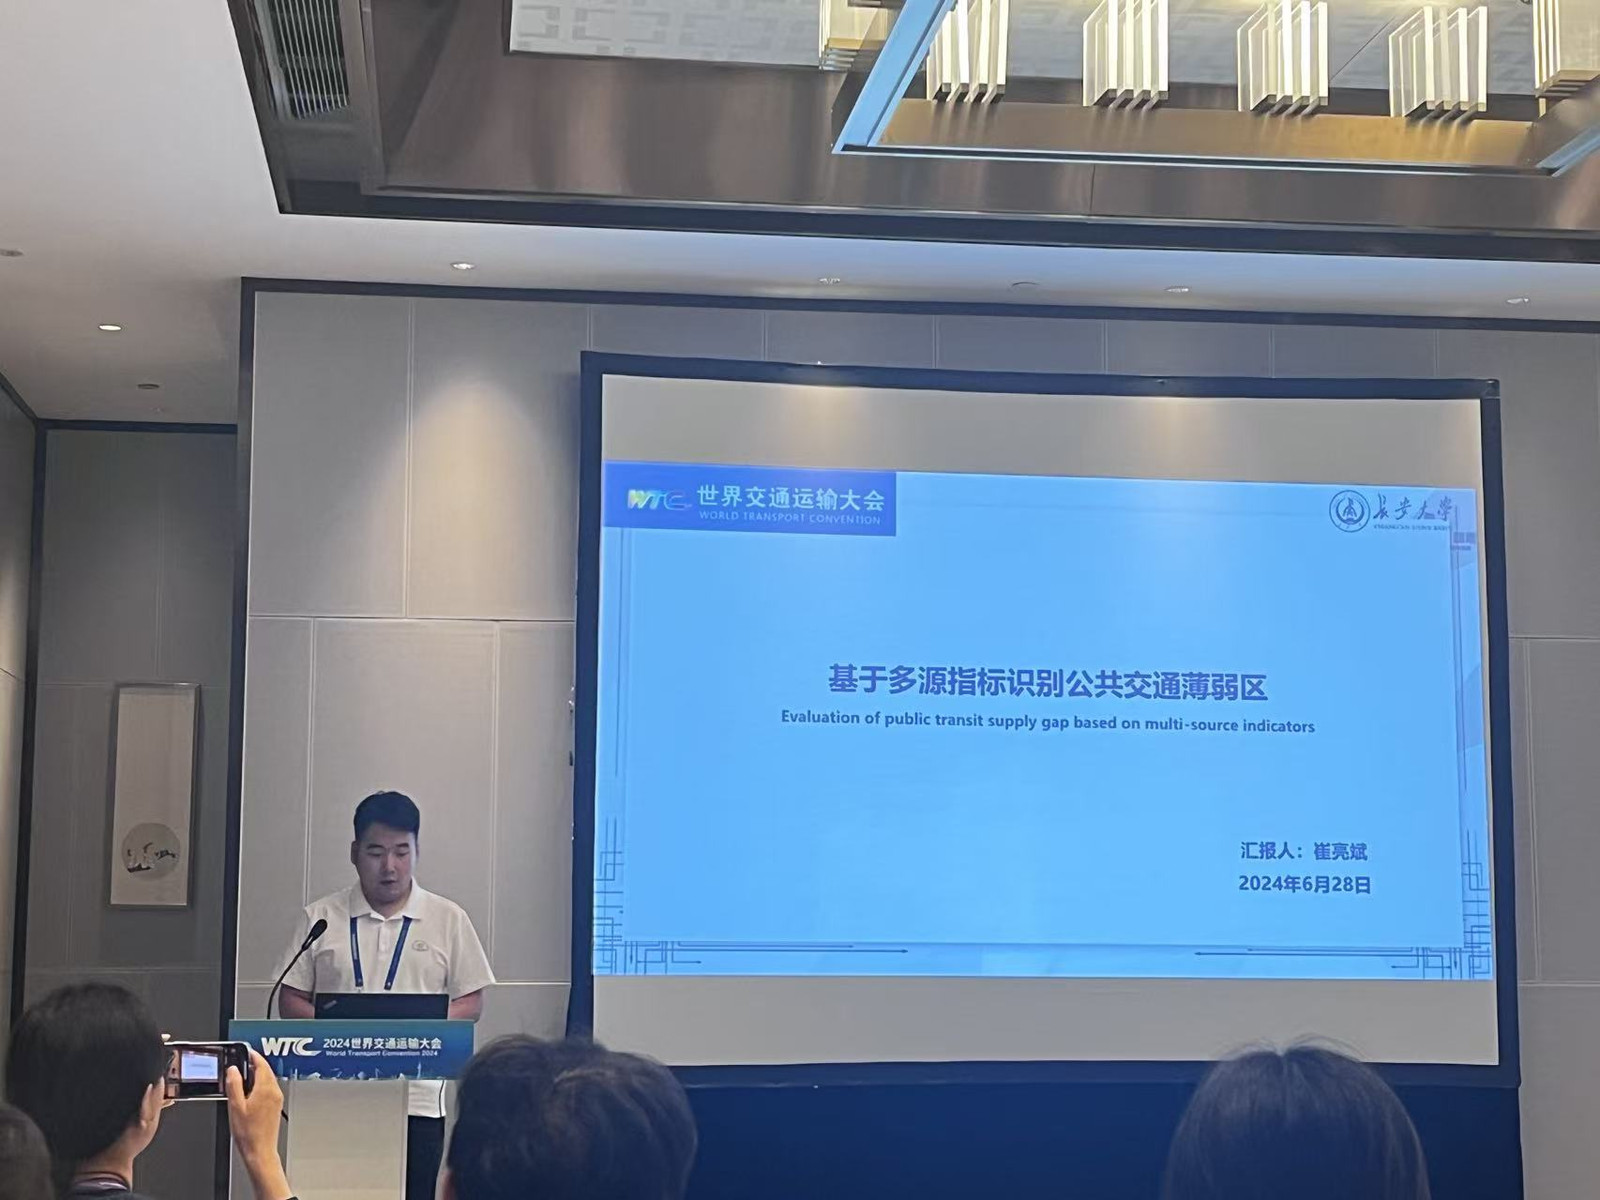 WTC 世界交通运输大会
WORLD TRANSPORT CONVENTION
长安大学
基于多源指标识别公共交通薄弱区
Evaluation of public transit supply gap based on multi-source indicators
汇报人：崔亮斌
2024年6月28日
WTC 2024世界交通运输大会
World Transport Convention 2024